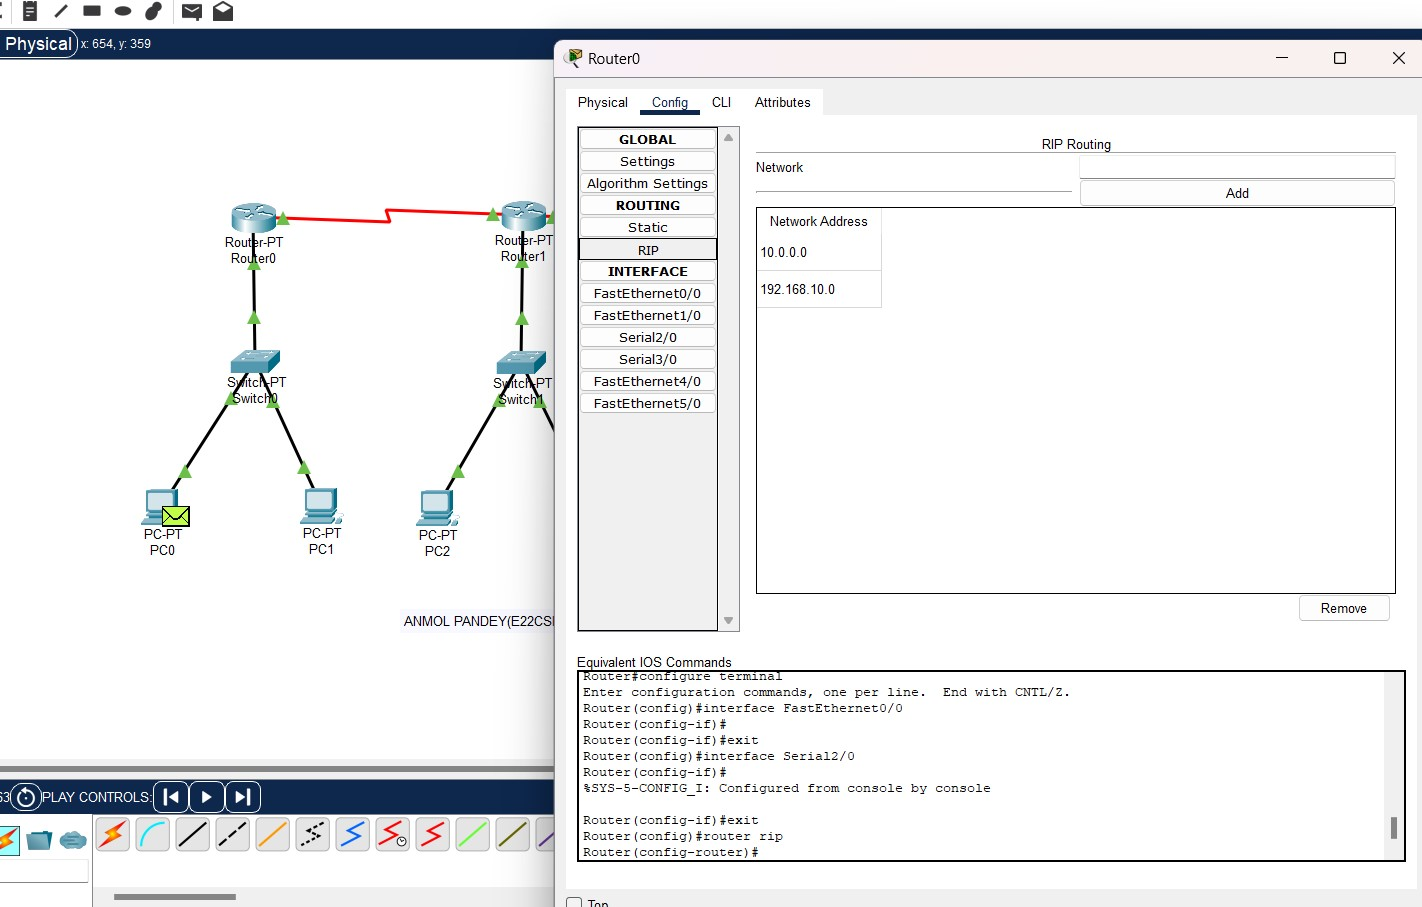 Physical x: 654, y: 359
Router0
Physical Config CLI Attributes
GLOBAL
Settings
Algorithm Settings
ROUTING
Static
RIP
INTERFACE
FastEthernet0/0
FastEthernet1/0
Serial2/0
Serial3/0
FastEthernet4/0
FastEthernet5/0
RIP Routing
Network
Add
Network Address
10.0.0.0
192.168.10.0
Remove
Router-PT
Router0
Router-PT
Router1
Switch-PT
Switch0
Switch-PT
Switch1
PC-PT
PC0
PC-PT
PC1
PC-PT
PC2
ANMOL PANDEY(E22CS
Equivalent IOS Commands
Router#configure terminal
Enter configuration commands, one per line.  End with CNTL/Z.
Router(config)#interface FastEthernet0/0
Router(config-if)#
Router(config-if)#exit
Router(config)#interface Serial2/0
Router(config-if)#
%SYS-5-CONFIG_I: Configured from console by console
Router(config-if)#exit
Router(config)#router rip
Router(config-router)#
PLAY CONTROLS:
Top